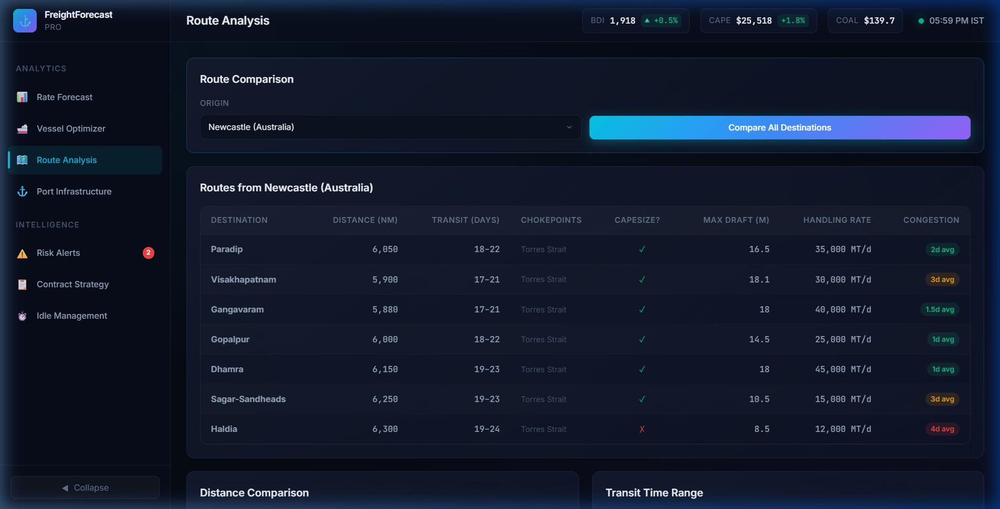 FreightForecast
PRO
ANALYTICS
Rate Forecast
Vessel Optimizer
Route Analysis
Port Infrastructure
INTELLIGENCE
Risk Alerts 2
Contract Strategy
Idle Management
◀ Collapse
Route Analysis
BDI 1,918 ▲ +0.5% CAPE $25,518 +1.8% COAL $139.7 05:59 PM IST
Route Comparison
ORIGIN
Newcastle (Australia) Compare All Destinations
Routes from Newcastle (Australia)
DESTINATION DISTANCE (NM) TRANSIT (DAYS) CHOKEPOINTS CAPESIZE? MAX DRAFT (M) HANDLING RATE CONGESTION
Paradip 6,050 18-22 Torres Strait ✓ 16.5 35,000 MT/d 2d avg
Visakhapatnam 5,900 17-21 Torres Strait ✓ 18.1 30,000 MT/d 3d avg
Gangavaram 5,880 17-21 Torres Strait ✓ 18 40,000 MT/d 1.5d avg
Gopalpur 6,000 18-22 Torres Strait ✓ 14.5 25,000 MT/d 1d avg
Dhamra 6,150 19-23 Torres Strait ✓ 18 45,000 MT/d 1d avg
Sagar-Sandheads 6,250 19-23 Torres Strait ✓ 10.5 15,000 MT/d 3d avg
Haldia 6,300 19-24 Torres Strait ✗ 8.5 12,000 MT/d 4d avg
Distance Comparison Transit Time Range